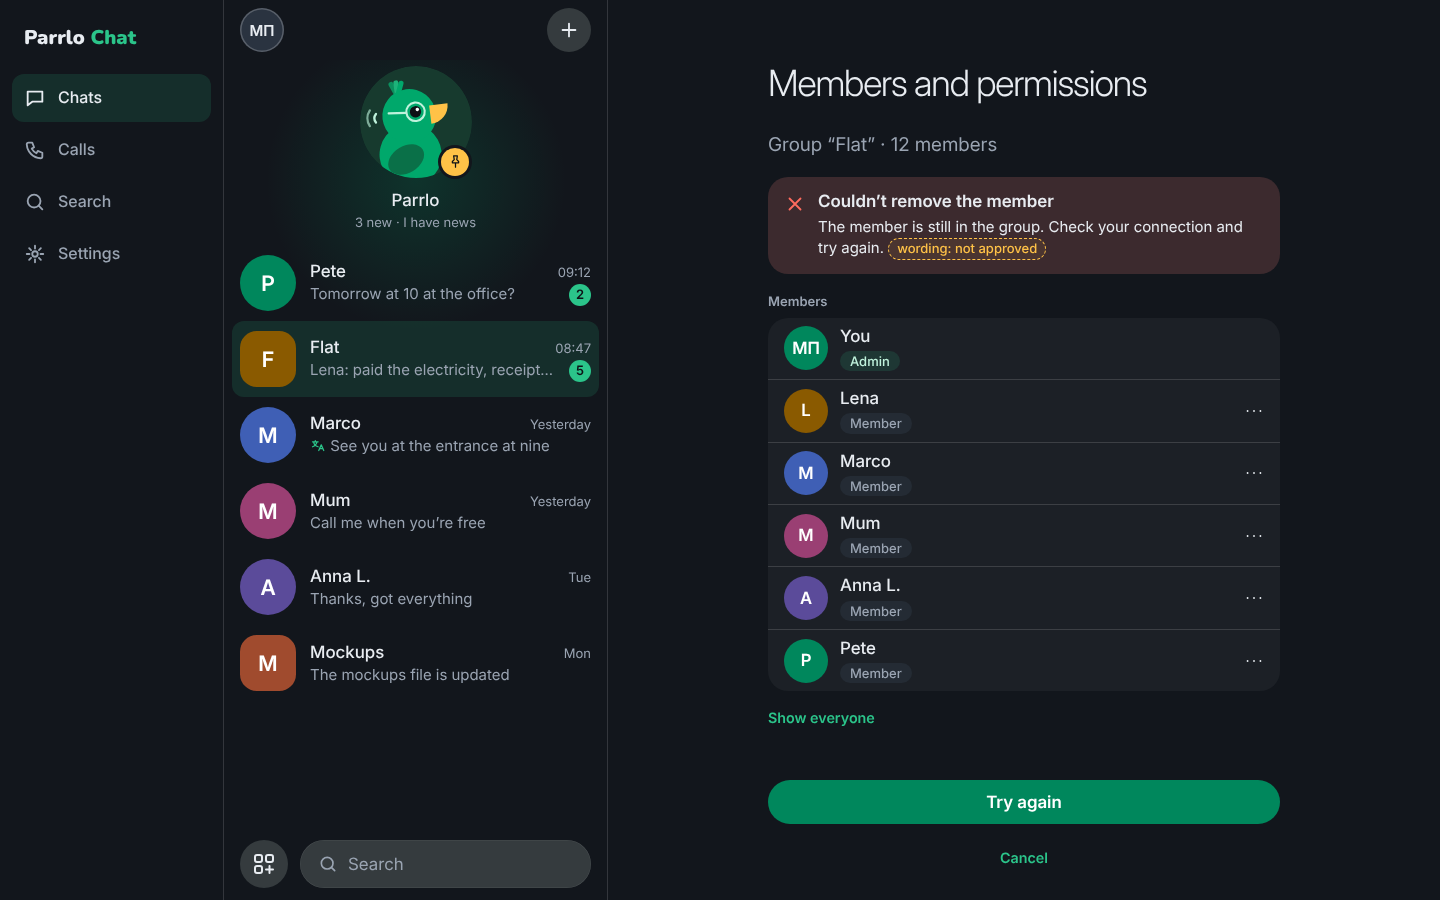 Parrlo Chat
Chats
Calls
Search
Settings
МП
Parrlo
3 new · I have news
P
Pete
09:12
Tomorrow at 10 at the office?
2
F
Flat
08:47
Lena: paid the electricity, receipt...
5
M
Marco
Yesterday
See you at the entrance at nine
M
Mum
Yesterday
Call me when you’re free
A
Anna L.
Tue
Thanks, got everything
M
Mockups
Mon
The mockups file is updated
Search
Members and permissions
Group “Flat” · 12 members
Couldn’t remove the member
The member is still in the group. Check your connection and
try again. wording: not approved
Members
МП
You
Admin
L
Lena
Member
M
Marco
Member
M
Mum
Member
A
Anna L.
Member
P
Pete
Member
Show everyone
Try again
Cancel